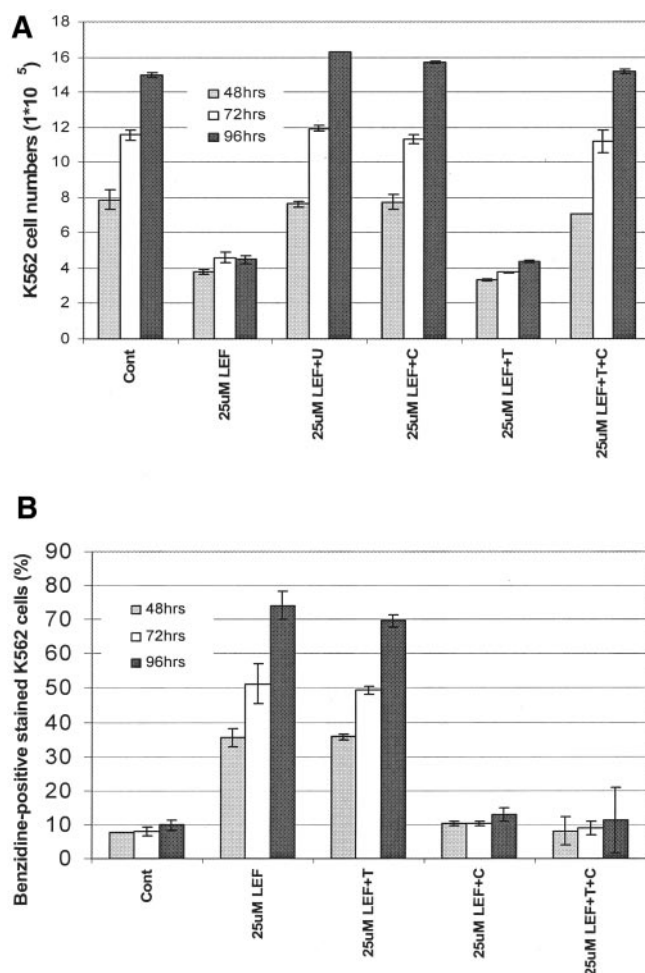 A
K562 cell numbers (1*10 5)
16
14
12
10
8
6
4
2
0
48hrs
72hrs
96hrs
Cont
25uM LEF
25uM LEF+U
25uM LEF+C
25uM LEF+T
25uM LEF+T+C
B
Benzidine-positive stained K562 cells (%)
90
80
70
60
50
40
30
20
10
0
48hrs
72hrs
96hrs
Cont
25uM LEF
25uM LEF+T
25uM LEF+C
25uM LEF+T+C